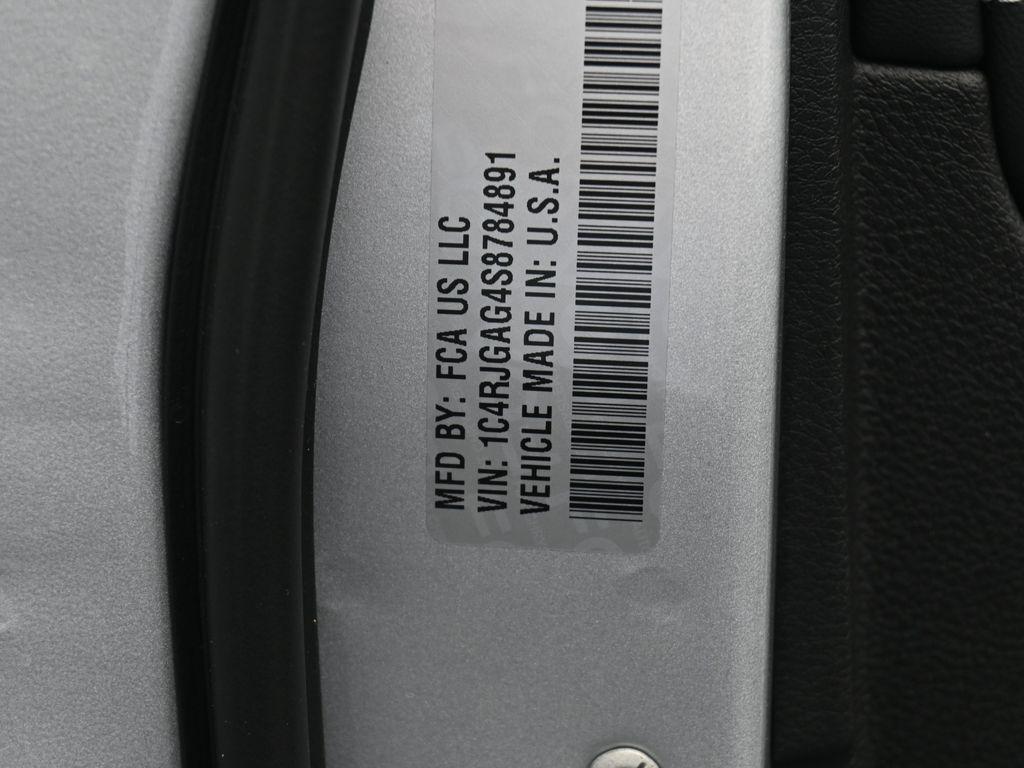 MFD BY: FCA US LLC
VIN: 1C4RJGAG4S8784891
VEHICLE MADE IN: U.S.A.